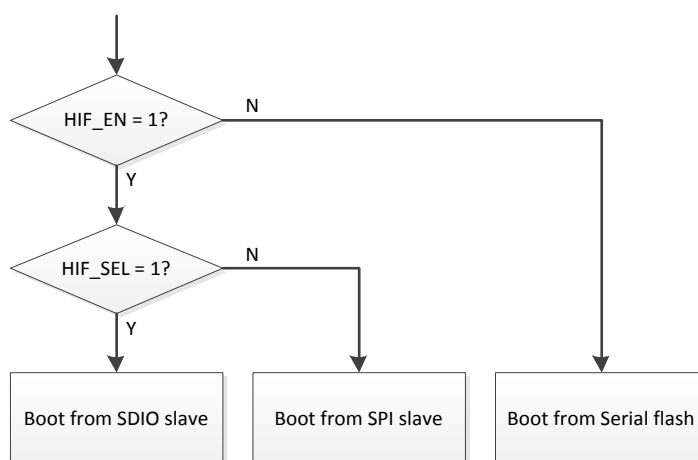 HIF_EN = 1?
N
Y
HIF_SEL = 1?
N
Y
Boot from SDIO slave
Boot from SPI slave
Boot from Serial flash